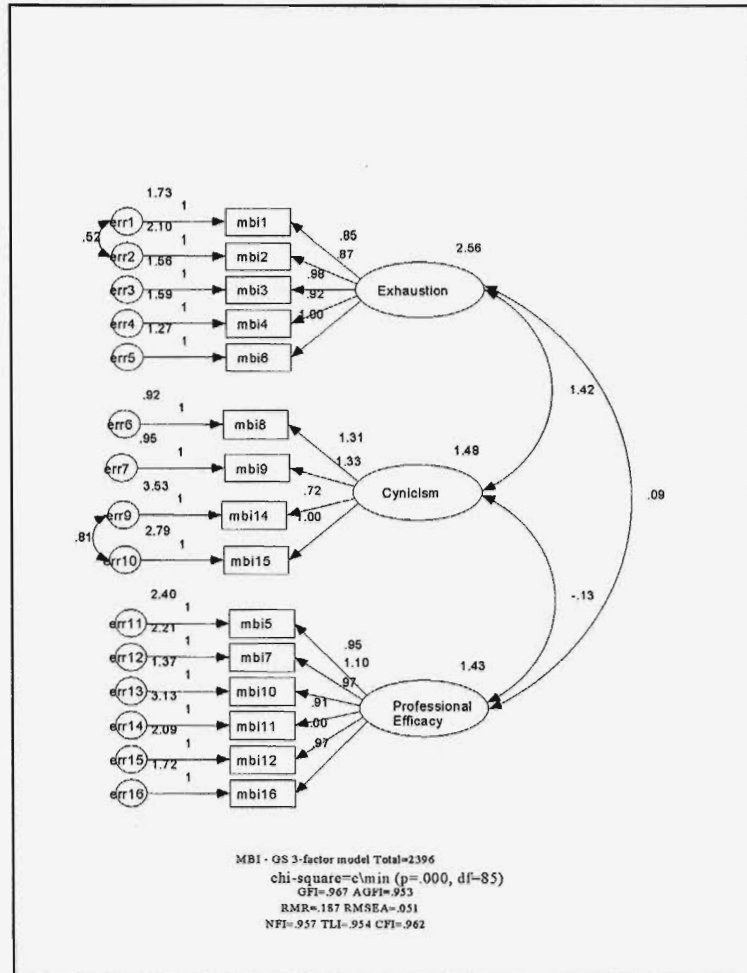 1.73
err1 1 mbi1
2.10
.52
err2 1 mbi2
1.56
err3 1 mbi3
1.59
err4 1 mbi4
1.27
err5 1 mbi6
.85
.87
.98
.92
1.00
2.56
Exhaustion
1.42
.92
err6 1 mbi8
.95
err7 1 mbi9
3.53
err9 1 mbi14
.81
2.79
err10 1 mbi15
1.31
1.33
.72
1.00
1.48
Cynicism
.09
-.13
2.40
err11 1 mbi5
2.21
err12 1 mbi7
1.37
err13 1 mbi10
3.13
err14 1 mbi11
2.09
err15 1 mbi12
1.72
err16 1 mbi16
.95
1.10
.97
.91
1.00
.97
1.43
Professional
Efficacy
MBI - GS 3-factor model Total=2396
chi-square=c\min (p=.000, df=85)
GFI=.967 AGFI=.953
RMR=.187 RMSEA=.051
NFI=.957 TLI=.954 CFI=.962